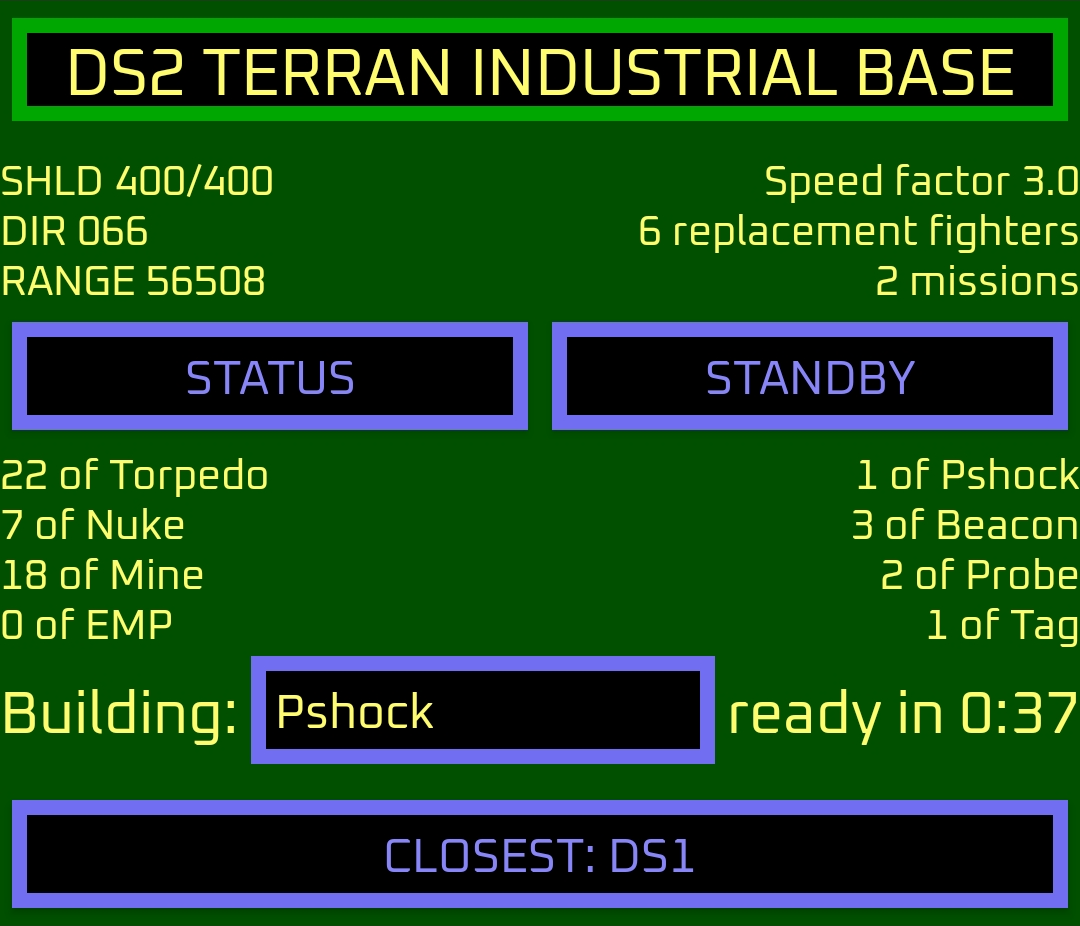 DS2 TERRAN INDUSTRIAL BASE
SHLD 400/400
Speed factor 3.0
DIR 066
6 replacement fighters
RANGE 56508
2 missions
STATUS
STANDBY
22 of Torpedo
1 of Pshock
7 of Nuke
3 of Beacon
18 of Mine
2 of Probe
0 of EMP
1 of Tag
Building: Pshock ready in 0:37
CLOSEST: DS1